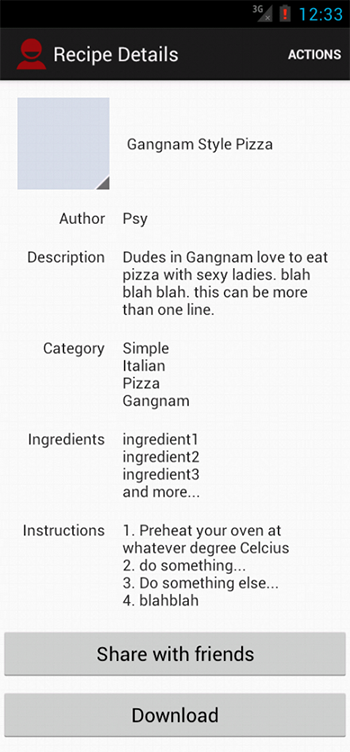 3G
12:33
Recipe Details
ACTIONS
Gangnam Style Pizza
Author
Psy
Description
Dudes in Gangnam love to eat
pizza with sexy ladies. blah
blah blah. this can be more
than one line.
Category
Simple
Italian
Pizza
Gangnam
Ingredients
ingredient1
ingredient2
ingredient3
and more...
Instructions
1. Preheat your oven at
whatever degree Celcius
2. do something...
3. Do something else...
4. blahblah
Share with friends
Download